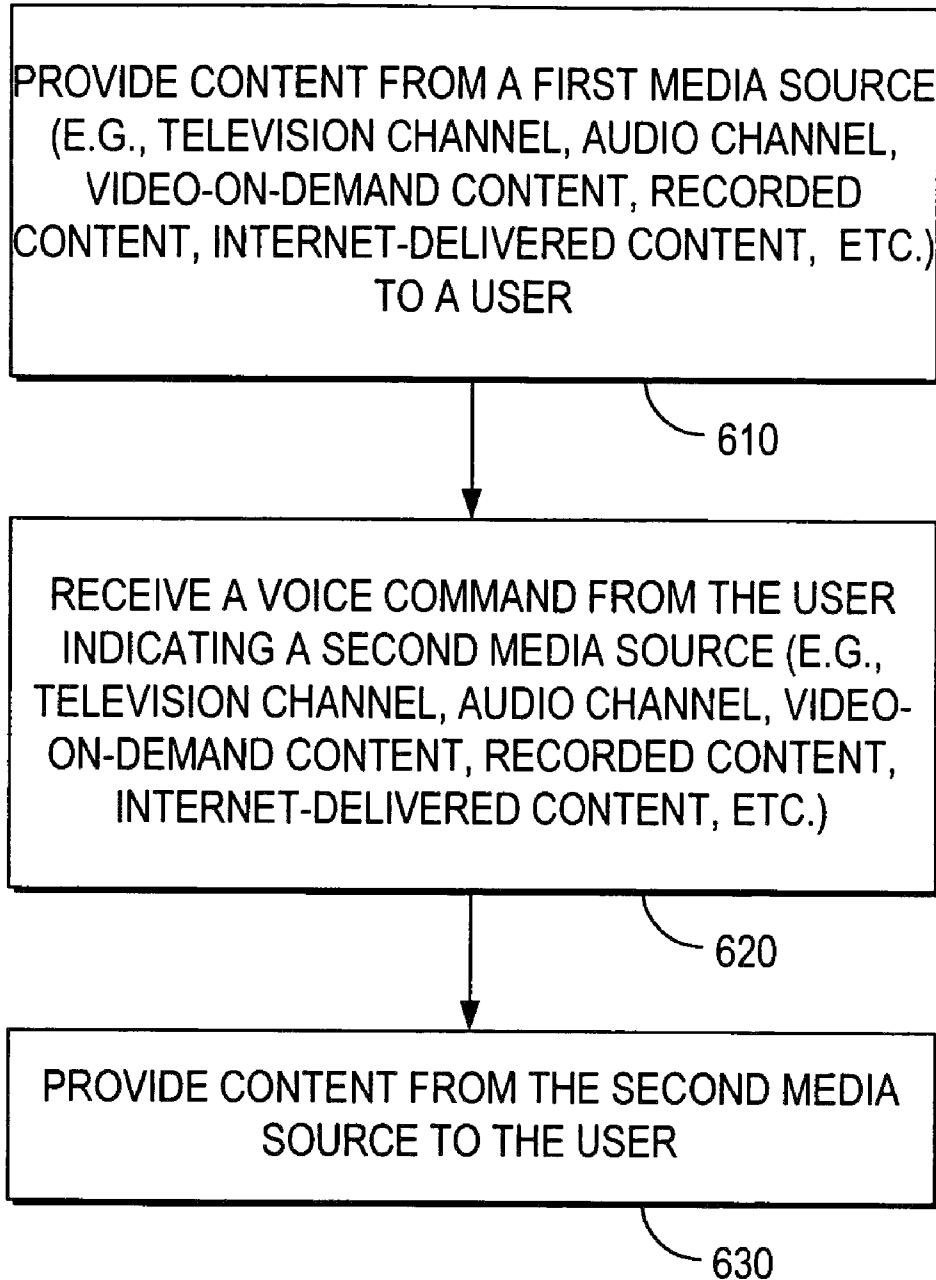 PROVIDE CONTENT FROM A FIRST MEDIA SOURCE
(E.G., TELEVISION CHANNEL, AUDIO CHANNEL,
VIDEO-ON-DEMAND CONTENT, RECORDED
CONTENT, INTERNET-DELIVERED CONTENT, ETC.)
TO A USER
610
RECEIVE A VOICE COMMAND FROM THE USER
INDICATING A SECOND MEDIA SOURCE (E.G.,
TELEVISION CHANNEL, AUDIO CHANNEL, VIDEO-
ON-DEMAND CONTENT, RECORDED CONTENT,
INTERNET-DELIVERED CONTENT, ETC.)
620
PROVIDE CONTENT FROM THE SECOND MEDIA
SOURCE TO THE USER
630